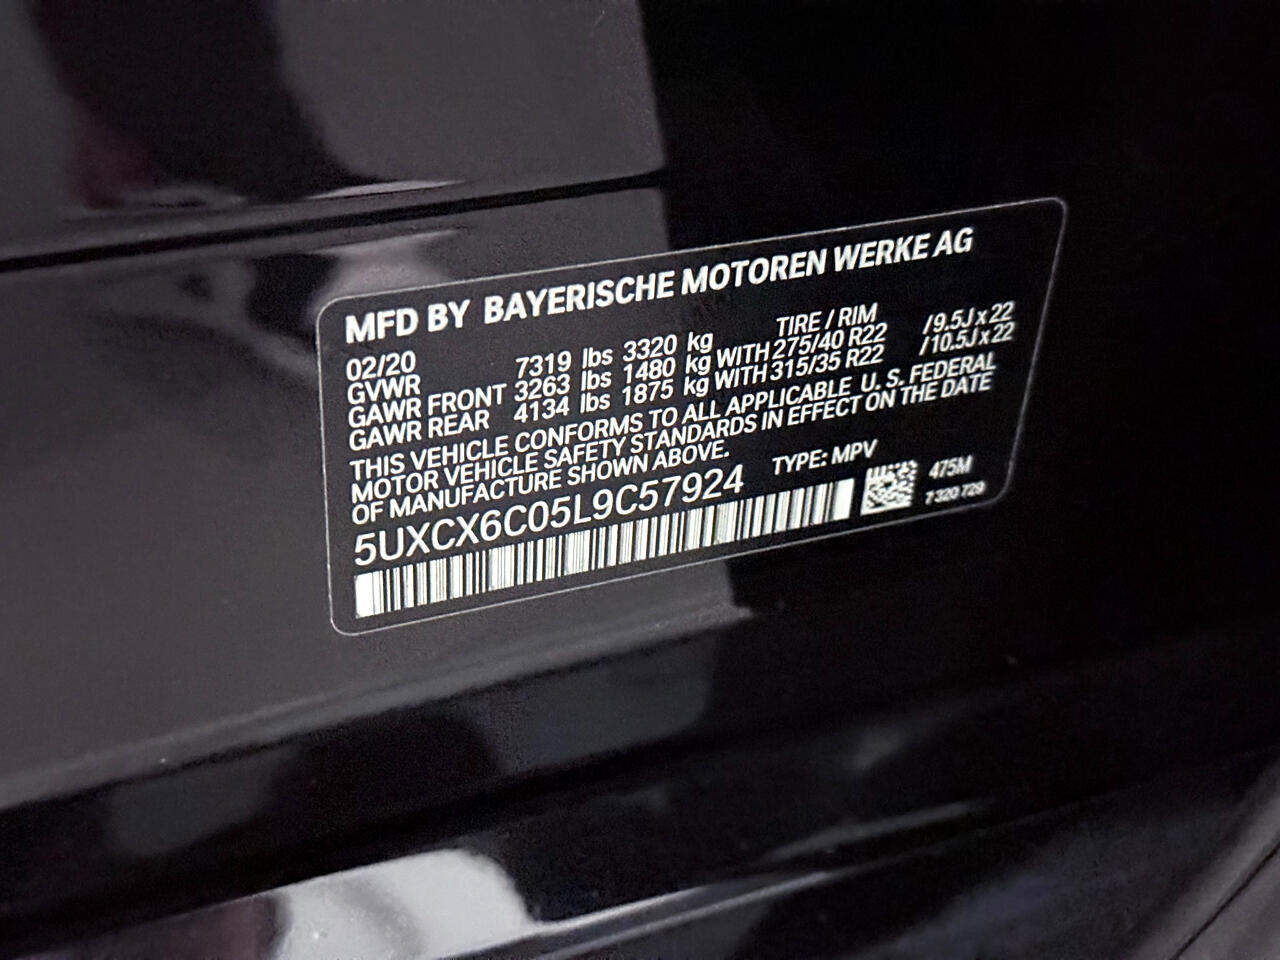 MFD BY BAYERISCHE MOTOREN WERKE AG
02/20 TIRE / RIM
GVWR 7319 lbs 3320 kg
GAWR FRONT 3263 lbs 1480 kg WITH 275/40 R22 /9.5J x 22
GAWR REAR 4134 lbs 1875 kg WITH 315/35 R22 /10.5J x 22
THIS VEHICLE CONFORMS TO ALL APPLICABLE U. S. FEDERAL
MOTOR VEHICLE SAFETY STANDARDS IN EFFECT ON THE DATE
OF MANUFACTURE SHOWN ABOVE.
5UXCX6C05L9C57924 TYPE: MPV
475M
7 320 729